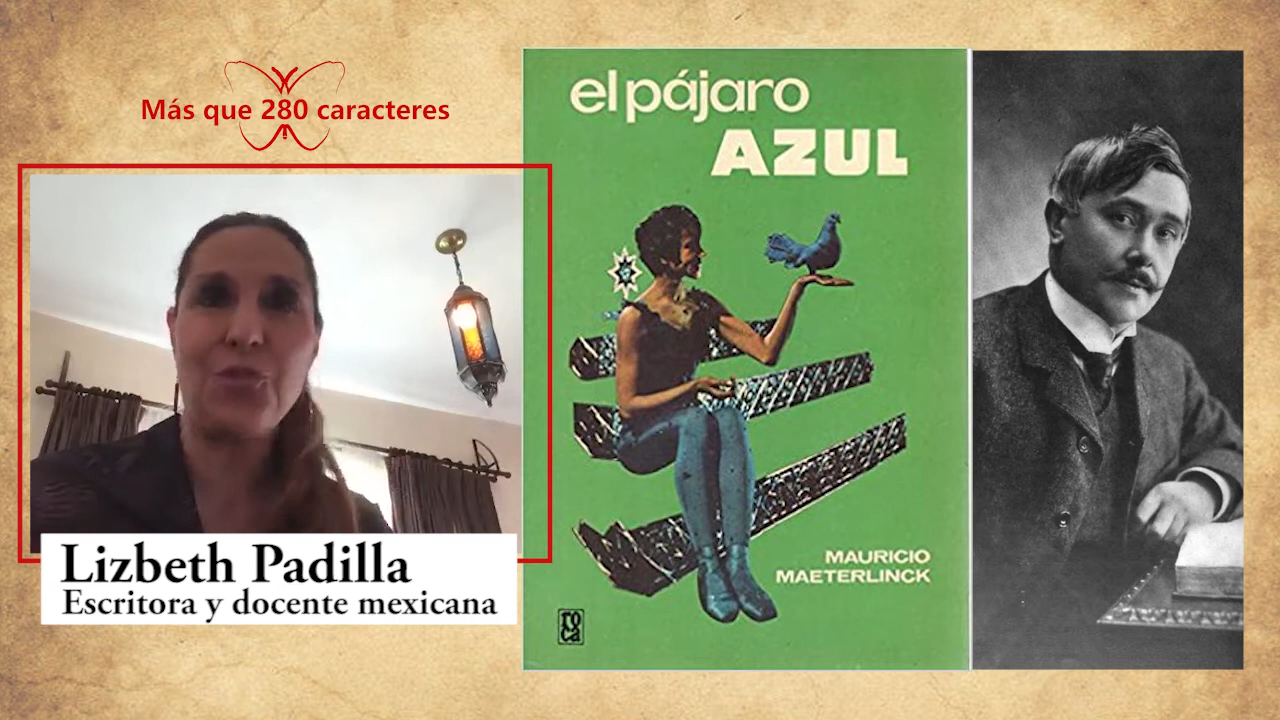 Más que 280 caracteres
Lizbeth Padilla
Escritora y docente mexicana
el pájaro
AZUL
MAURICIO
MAETERLINCK
roca